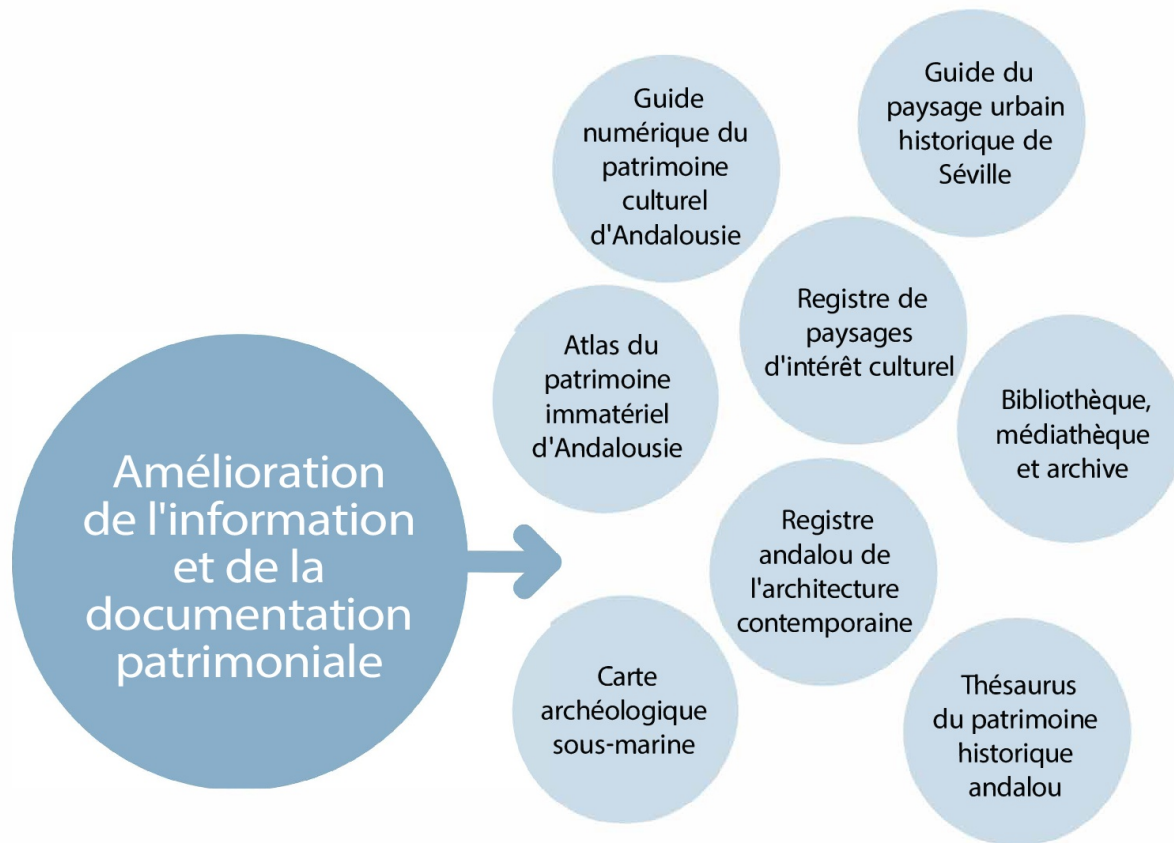 Amélioration
de l'information
et de la
documentation
patrimoniale
Guide
numérique du
patrimoine
culturel
d'Andalousie
Guide du
paysage urbain
historique de
Séville
Atlas du
patrimoine
immatériel
d'Andalousie
Registre de
paysages
d'intérêt culturel
Bibliothèque,
médiathèque
et archive
Registre
andalou de
l'architecture
contemporaine
Carte
archéologique
sous-marine
Thésaurus
du patrimoine
historique
andalou